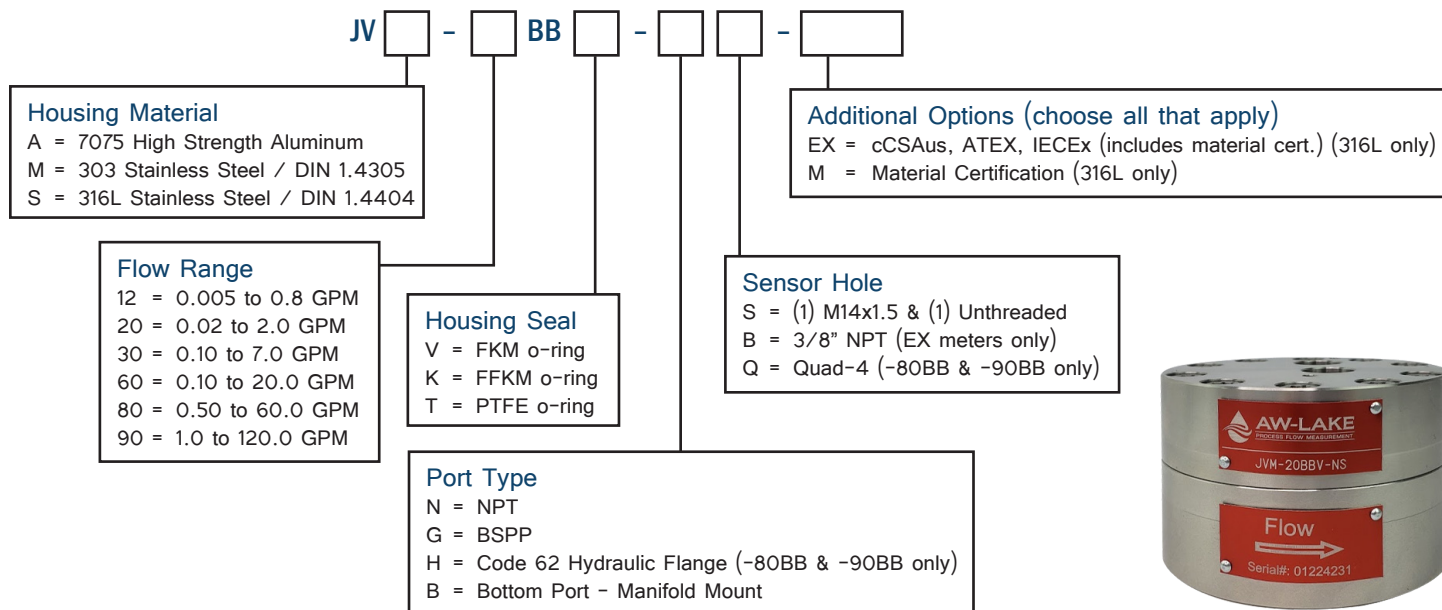 JV - BB - -
Housing Material
A = 7075 High Strength Aluminum
M = 303 Stainless Steel / DIN 1.4305
S = 316L Stainless Steel / DIN 1.4404
Additional Options (choose all that apply)
EX = cCSAus, ATEX, IECEx (includes material cert.) (316L only)
M = Material Certification (316L only)
Flow Range
12 = 0.005 to 0.8 GPM
20 = 0.02 to 2.0 GPM
30 = 0.10 to 7.0 GPM
60 = 0.10 to 20.0 GPM
80 = 0.50 to 60.0 GPM
90 = 1.0 to 120.0 GPM
Housing Seal
V = FKM o-ring
K = FFKM o-ring
T = PTFE o-ring
Sensor Hole
S = (1) M14x1.5 & (1) Unthreaded
B = 3/8” NPT (EX meters only)
Q = Quad-4 (-80BB & -90BB only)
Port Type
N = NPT
G = BSPP
H = Code 62 Hydraulic Flange (-80BB & -90BB only)
B = Bottom Port - Manifold Mount
AW-LAKE
PROCESS FLOW MEASUREMENT
JVM-20BBV-NS
Flow
Serial#: 01224231